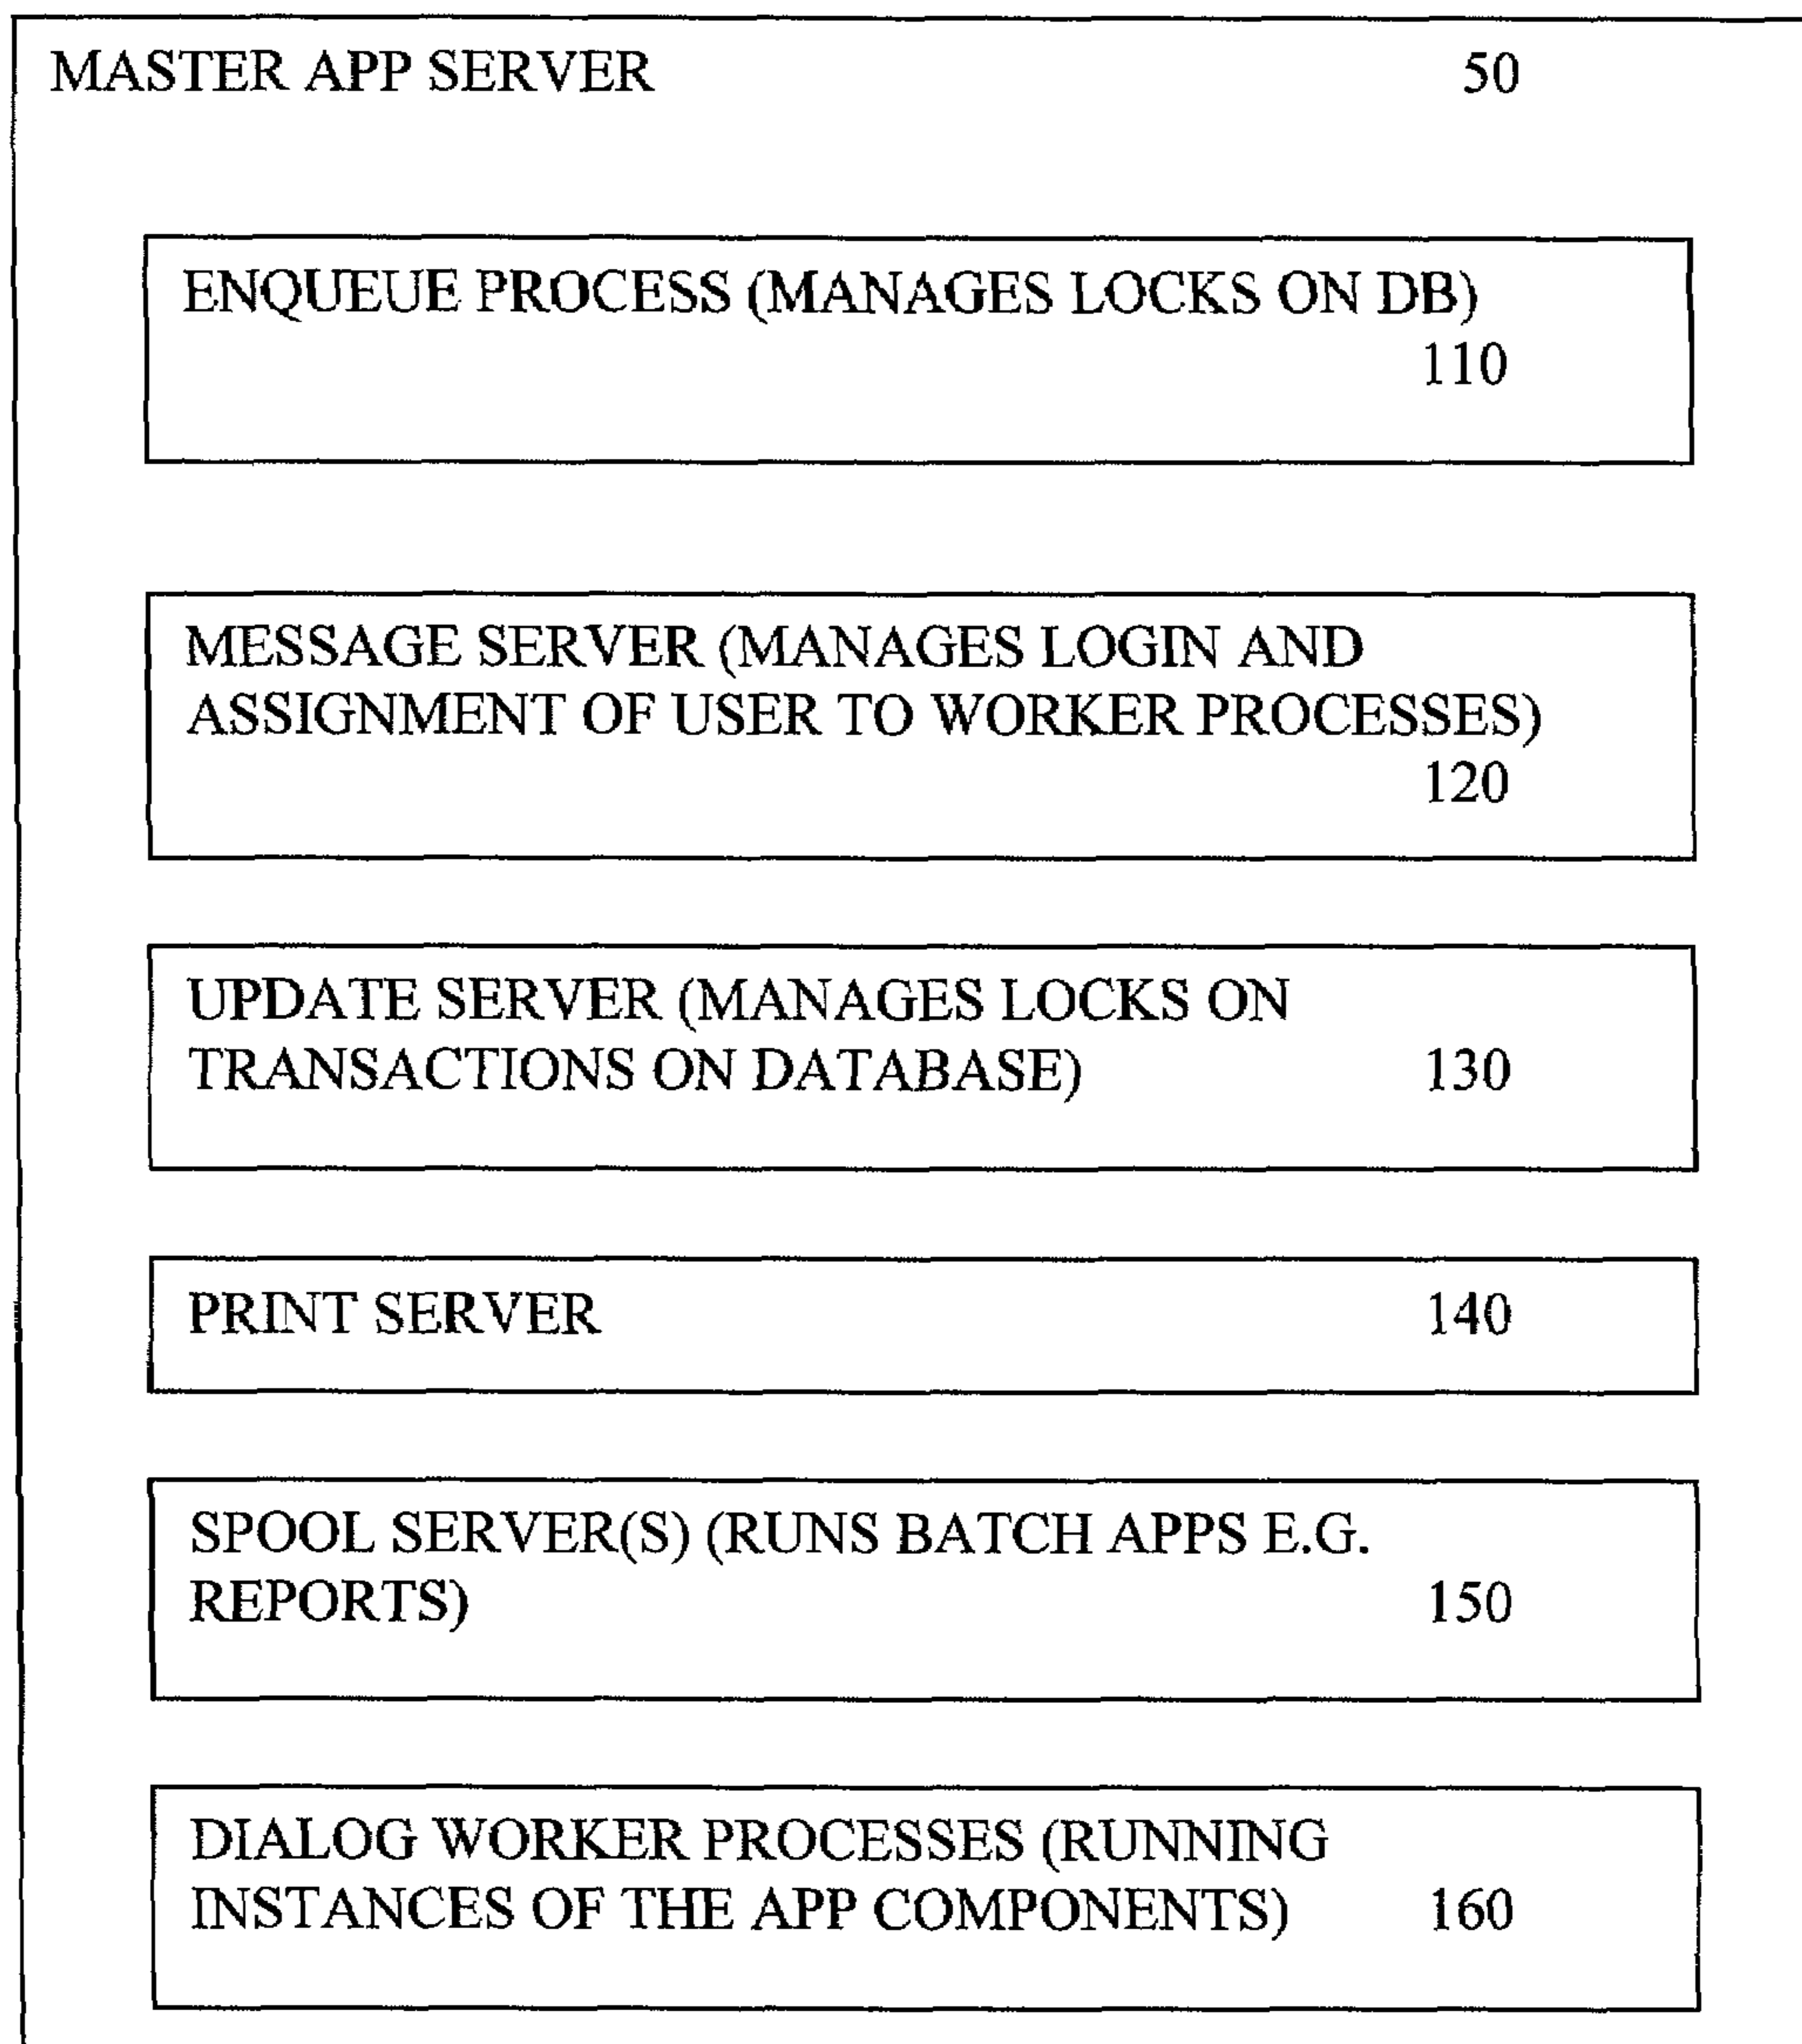 MASTER APP SERVER 50
ENQUEUE PROCESS (MANAGES LOCKS ON DB)
110
MESSAGE SERVER (MANAGES LOGIN AND
ASSIGNMENT OF USER TO WORKER PROCESSES)
120
UPDATE SERVER (MANAGES LOCKS ON
TRANSACTIONS ON DATABASE) 130
PRINT SERVER 140
SPOOL SERVER(S) (RUNS BATCH APPS E.G.
REPORTS) 150
DIALOG WORKER PROCESSES (RUNNING
INSTANCES OF THE APP COMPONENTS) 160